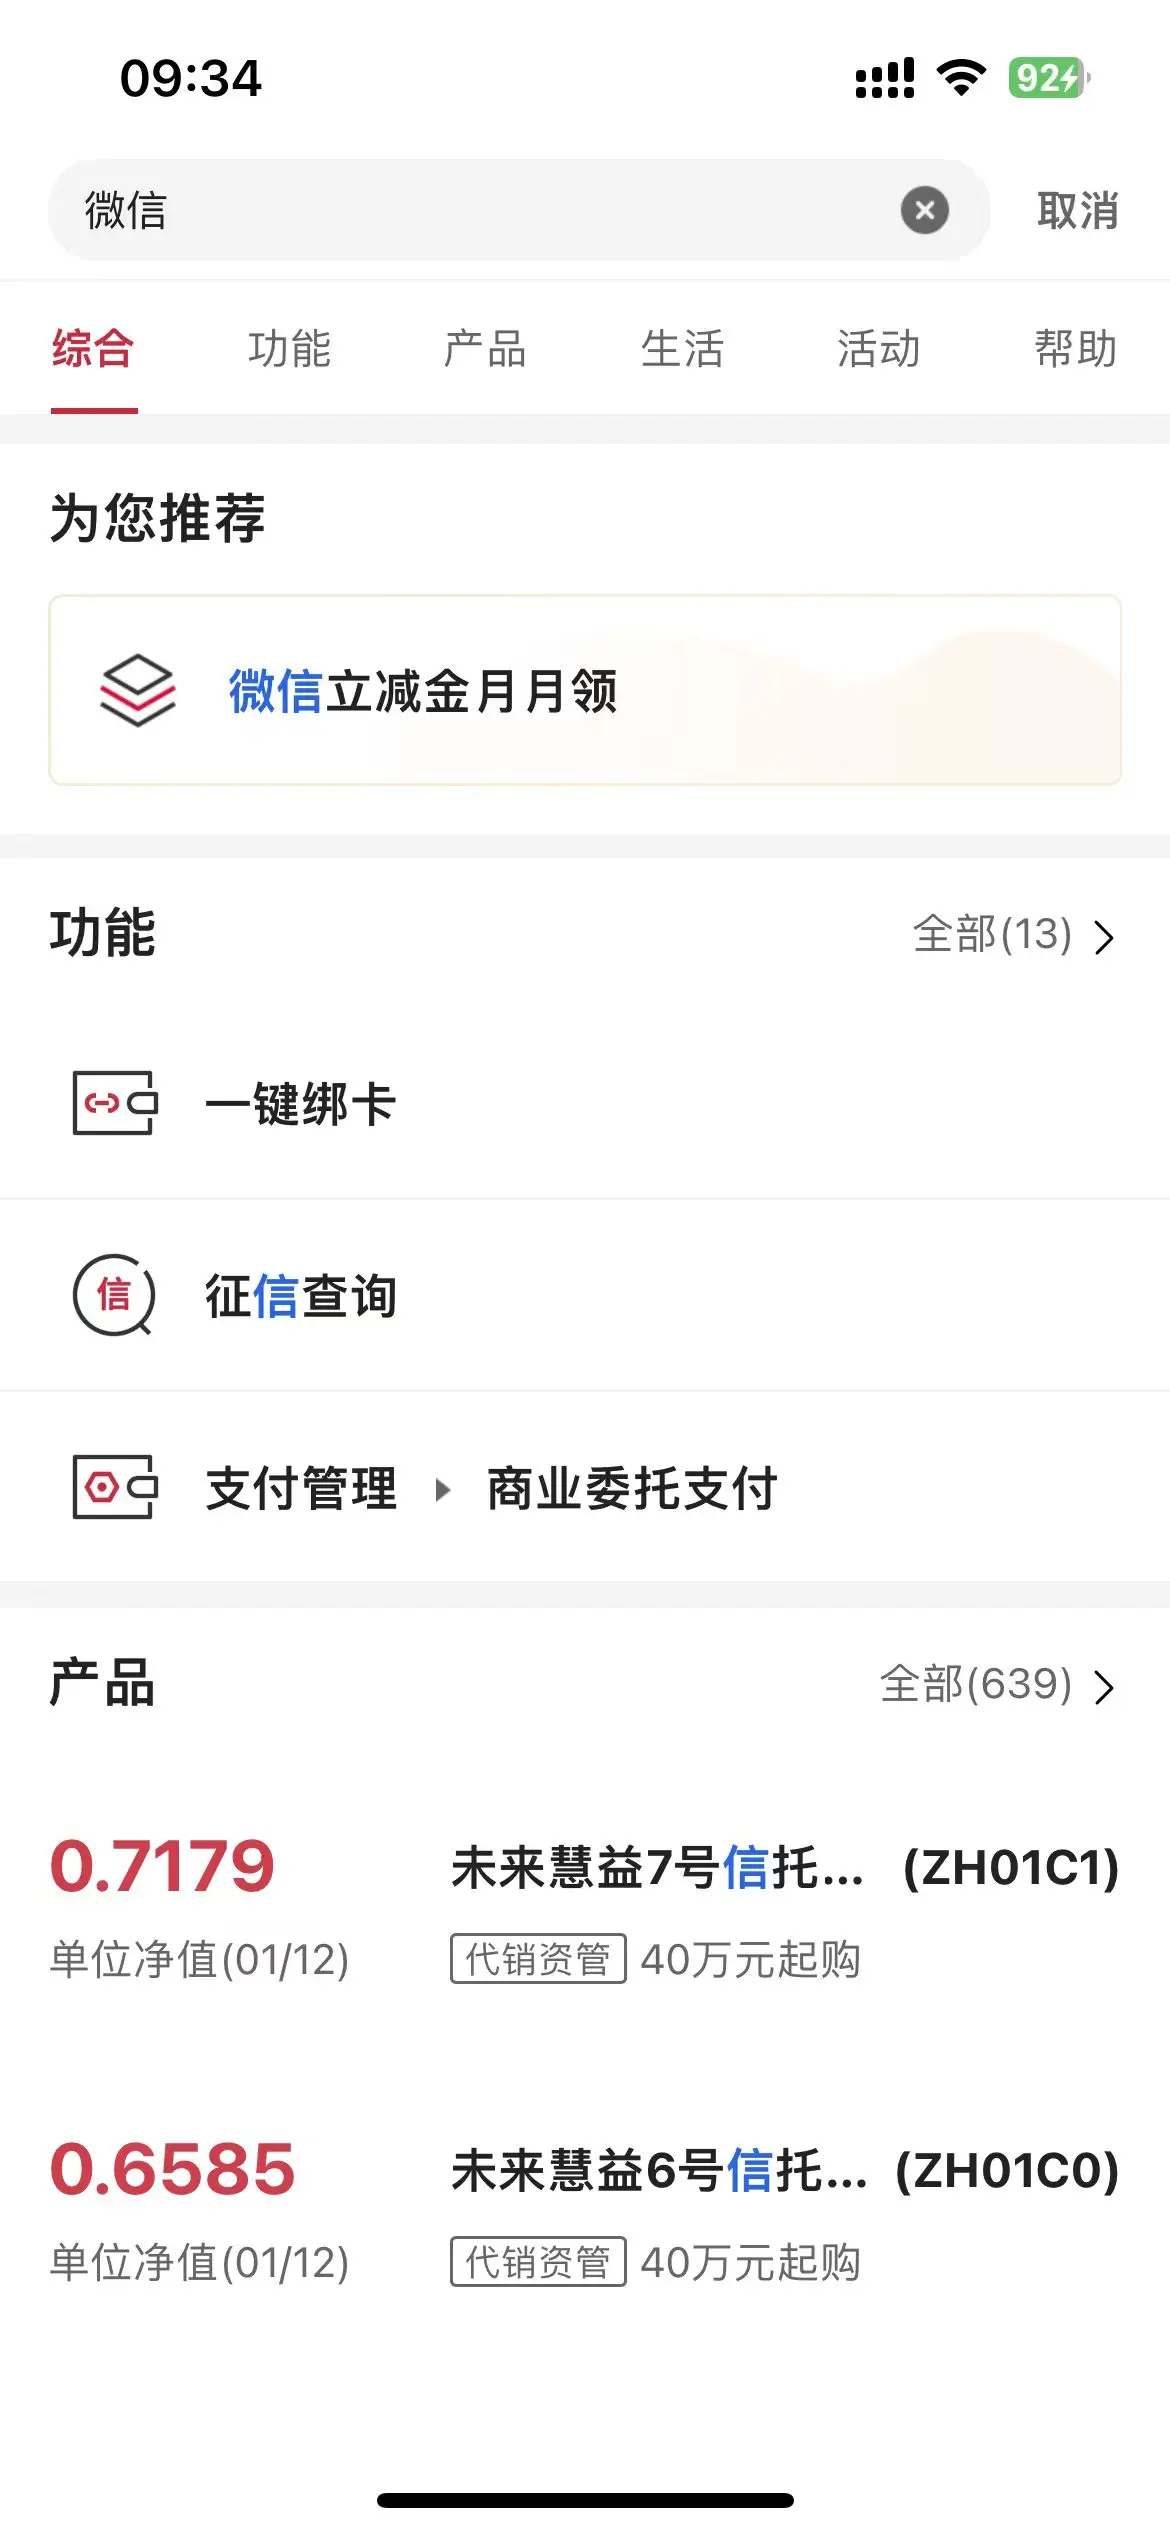 09:34
92
微信
取消
综合 功能 产品 生活 活动 帮助
为您推荐
微信立减金月月领
功能
全部(13)
一键绑卡
信
征信查询
支付管理 商业委托支付
产品
全部(639)
0.7179
未来慧益7号信托... (ZH01C1)
单位净值(01/12)
代销资管 40万元起购
0.6585
未来慧益6号信托... (ZH01C0)
单位净值(01/12)
代销资管 40万元起购